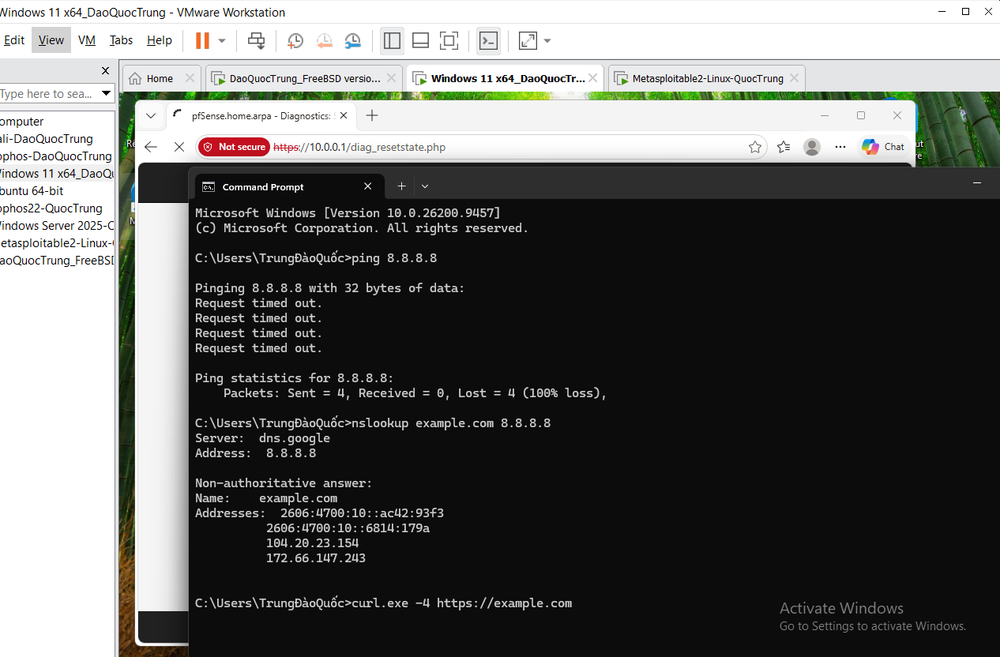 Windows 11 x64_DaoQuocTrung - VMware Workstation
Edit View VM Tabs Help
Type here to sea...
Home
DaoQuocTrung_FreeBSD versio...
Windows 11 x64_DaoQuocTr...
Metasploitable2-Linux-QuocTrung
omputer
ali-DaoQuocTrung
ophos-DaoQuocTrung
Windows 11 x64_DaoQu
buntu 64-bit
ophos22-QuocTrung
Windows Server 2025-C
etasploitable2-Linux-
aoQuocTrung_FreeBSD
pfSense.home.arpa - Diagnostics: S
Not secure https://10.0.0.1/diag_resetstate.php
Chat
Command Prompt
Microsoft Windows [Version 10.0.26200.9457]
(c) Microsoft Corporation. All rights reserved.
C:\Users\TrungĐàoQuốc>ping 8.8.8.8
Pinging 8.8.8.8 with 32 bytes of data:
Request timed out.
Request timed out.
Request timed out.
Request timed out.
Ping statistics for 8.8.8.8:
Packets: Sent = 4, Received = 0, Lost = 4 (100% loss),
C:\Users\TrungĐàoQuốc>nslookup example.com 8.8.8.8
Server: dns.google
Address: 8.8.8.8
Non-authoritative answer:
Name: example.com
Addresses: 2606:4700:10::ac42:93f3
2606:4700:10::6814:179a
104.20.23.154
172.66.147.243
C:\Users\TrungĐàoQuốc>curl.exe -4 https://example.com
Activate Windows
Go to Settings to activate Windows.